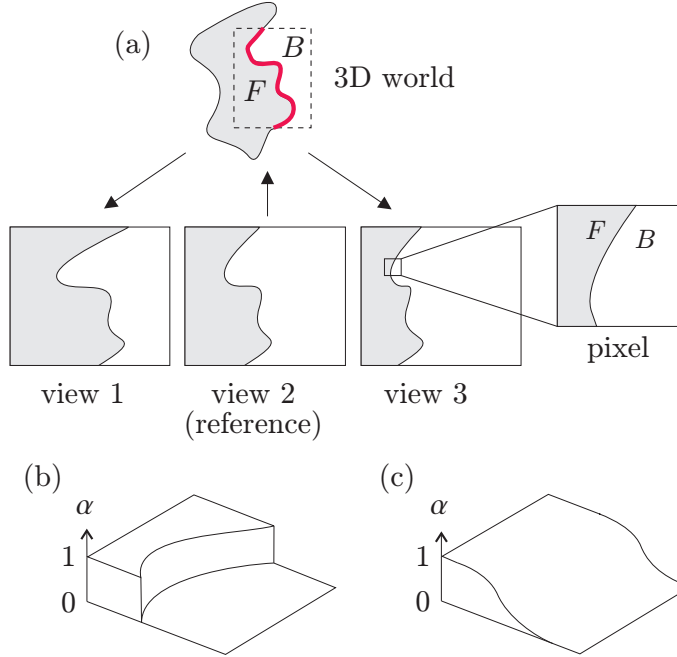 (a)
B
F
3D world
F
B
pixel
view 1
view 2
(reference)
view 3
(b)
(c)
α
1
0
α
1
0